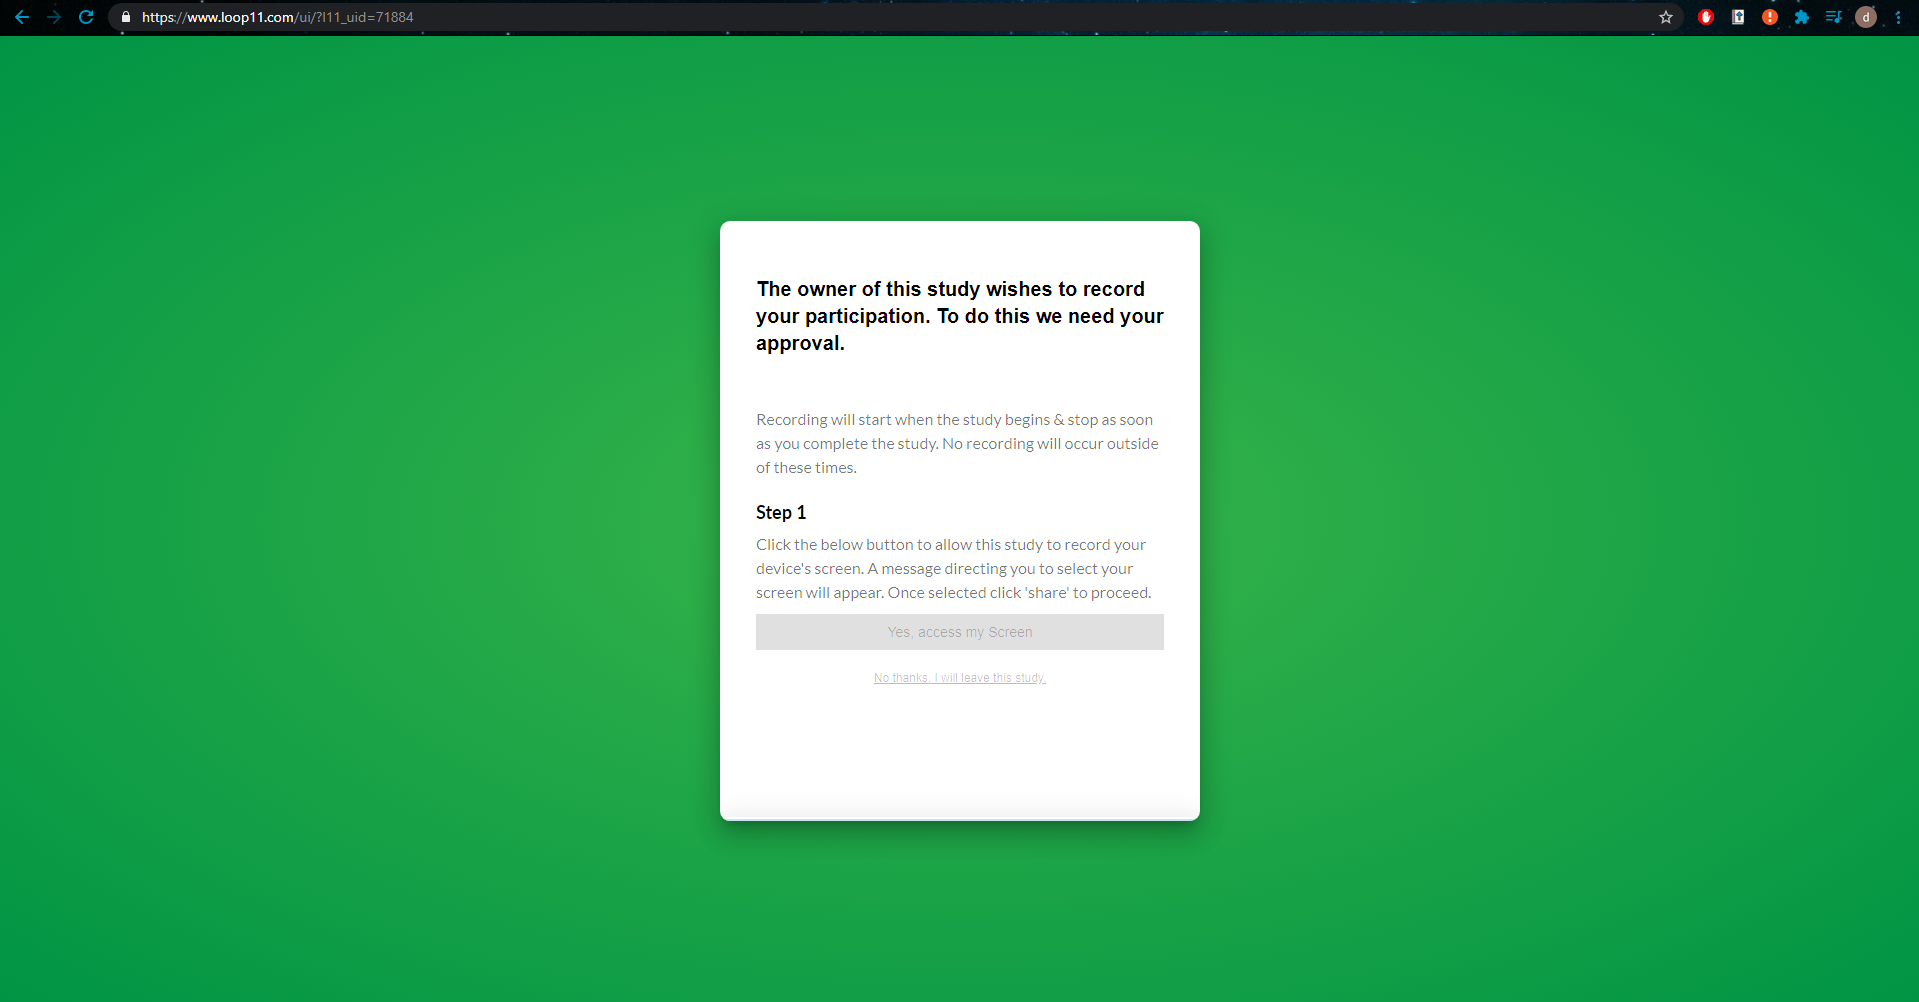 https://www.loop11.com/ui/?l11_uid=71884
d
The owner of this study wishes to record
your participation. To do this we need your
approval.
Recording will start when the study begins & stop as soon
as you complete the study. No recording will occur outside
of these times.
Step 1
Click the below button to allow this study to record your
device's screen. A message directing you to select your
screen will appear. Once selected click 'share' to proceed.
Yes, access my Screen
No thanks. I will leave this study.